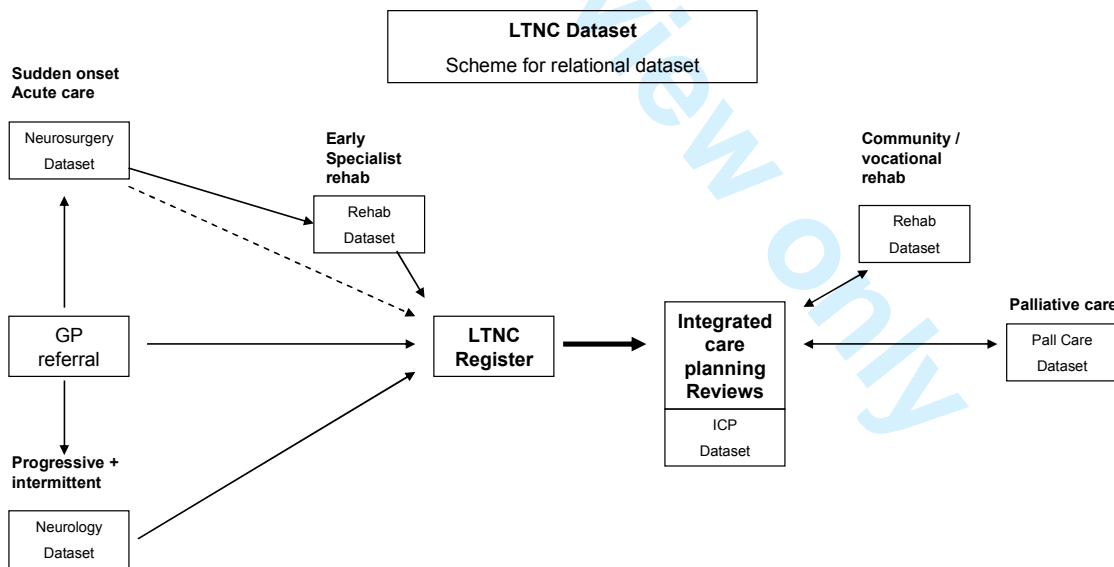 LTNC Dataset
Scheme for relational dataset
Sudden onset
Acute care
Neurosurgery
Dataset
Early
Specialist
rehab
Rehab
Dataset
Community /
vocational
rehab
Rehab
Dataset
GP
referral
LTNC
Register
Integrated
care
planning
Reviews
ICP
Dataset
Palliative care
Pall Care
Dataset
Progressive +
intermittent
Neurology
Dataset
view only